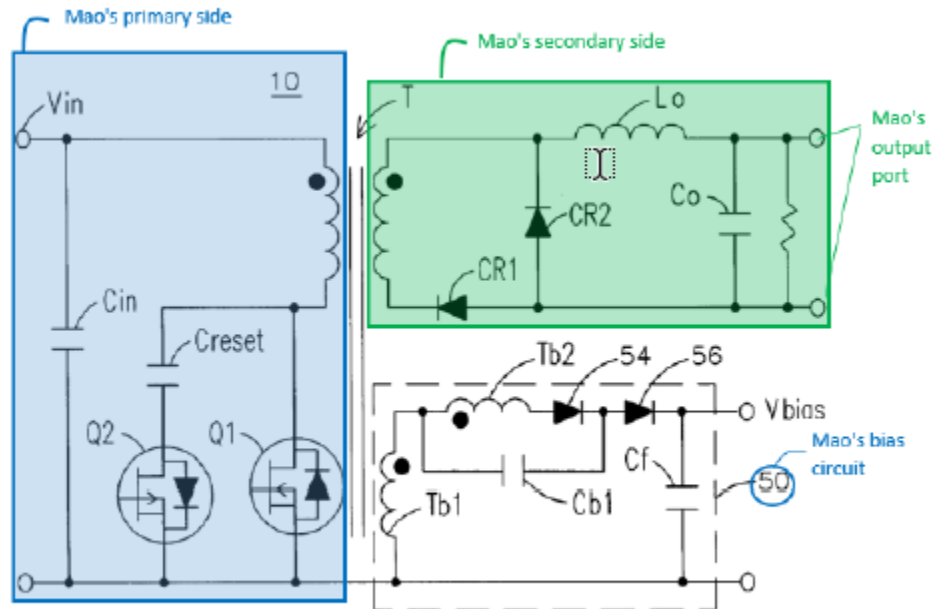 Mao's primary side
Mao's secondary side
10
Vin
T
Lo
Mao's
output
port
Co
CR2
CR1
Cin
Creset
Tb2
54
56
Vbias
Q2
Q1
Mao's bias
circuit
Cf
50
Tb1
Cb1